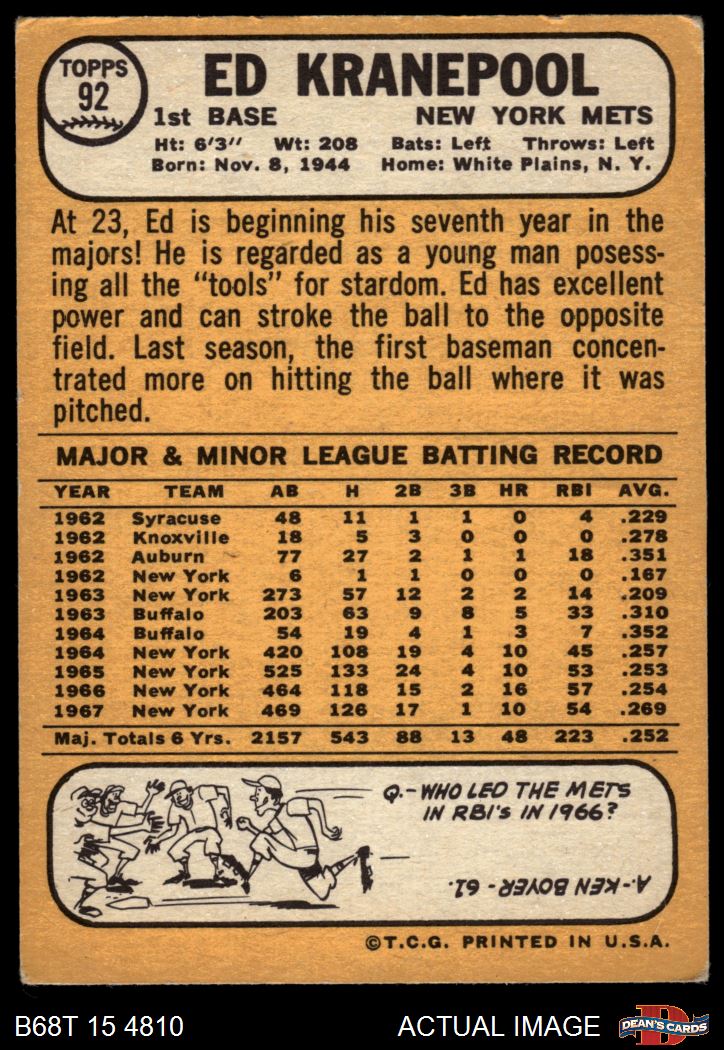 TOPPS
92
ED KRANEPOOL
1st BASE NEW YORK METS
Ht: 6'3" Wt: 208 Bats: Left Throws: Left
Born: Nov. 8, 1944 Home: White Plains, N. Y.
At 23, Ed is beginning his seventh year in the
majors! He is regarded as a young man posess-
ing all the "tools" for stardom. Ed has excellent
power and can stroke the ball to the opposite
field. Last season, the first baseman concen-
trated more on hitting the ball where it was
pitched.
MAJOR & MINOR LEAGUE BATTING RECORD
YEAR TEAM AB H 2B 3B HR RBI AVG.
1962 Syracuse 48 11 1 1 0 4 .229
1962 Knoxville 18 5 3 0 0 0 .278
1962 Auburn 77 27 2 1 1 18 .351
1962 New York 6 1 1 0 0 0 .167
1963 New York 273 57 12 2 2 14 .209
1963 Buffalo 203 63 9 8 5 33 .310
1964 Buffalo 54 19 4 1 3 7 .352
1964 New York 420 108 19 4 10 45 .257
1965 New York 525 133 24 4 10 53 .253
1966 New York 464 118 15 2 16 57 .254
1967 New York 469 126 17 1 10 54 .269
Maj. Totals 6 Yrs. 2157 543 88 13 48 223 .252
Q.-WHO LED THE METS
IN RBI'S IN 1966?
A.-KEN BOYER-61.
©T.C.G. PRINTED IN U.S.A.
B68T 15 4810 ACTUAL IMAGE
D
DEAN'S CARDS